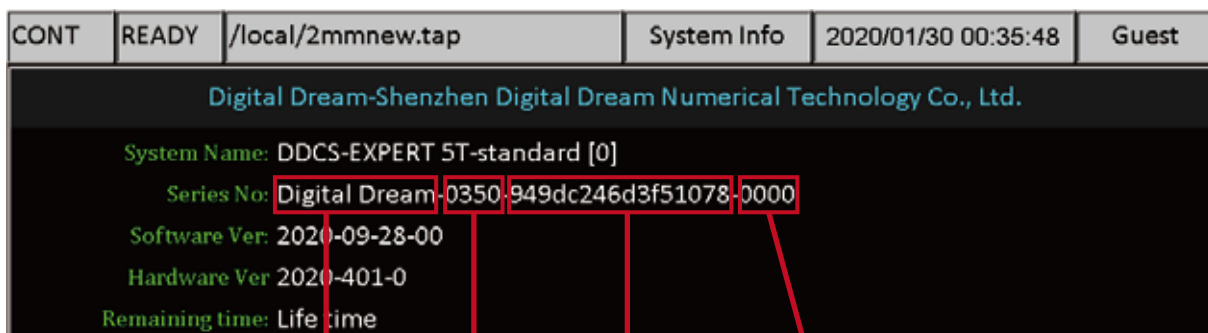 CONT READY /local/2mmnew.tap System Info 2020/01/30 00:35:48 Guest
Digital Dream-Shenzhen Digital Dream Numerical Technology Co., Ltd.
System Name: DDCS-EXPERT 5T-standard [0]
Series No: Digital Dream-0350-949dc246d3f51078-0000
Software Ver: 2020-09-28-00
Hardware Ver 2020-401-0
Remaining time: Life time